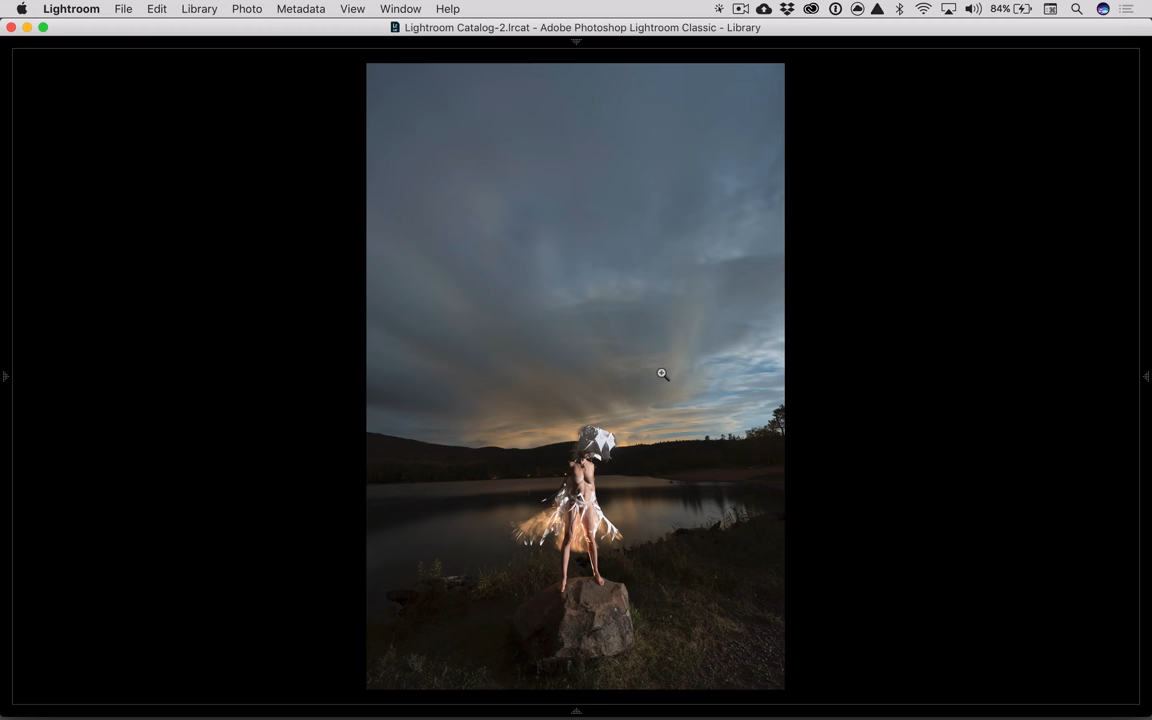 Lightroom File Edit Library Photo Metadata View Window Help 84%
Lightroom Catalog-2.lrcat - Adobe Photoshop Lightroom Classic - Library